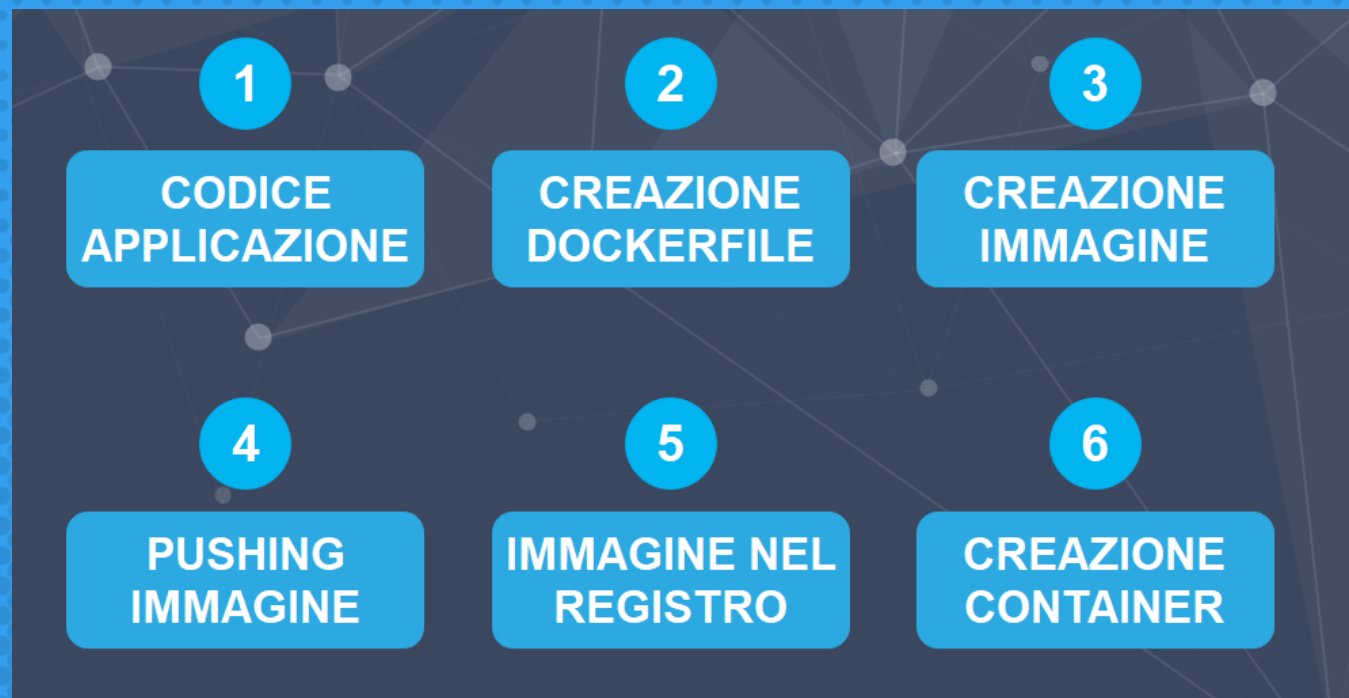 1
CODICE
APPLICAZIONE
2
CREAZIONE
DOCKERFILE
3
CREAZIONE
IMMAGINE
4
PUSHING
IMMAGINE
5
IMMAGINE NEL
REGISTRO
6
CREAZIONE
CONTAINER